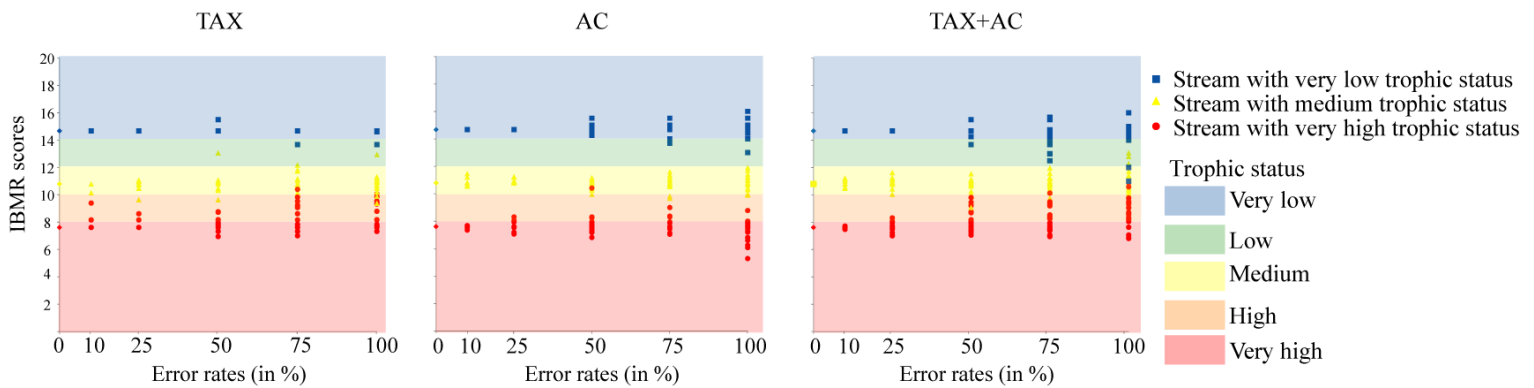 TAX
AC
TAX+AC
IBMR scores
20
18
16
14
12
10
8
6
4
2
0 10 25 50 75 100
0 10 25 50 75 100
0 10 25 50 75 100
Error rates (in %)
Error rates (in %)
Error rates (in %)
Stream with very low trophic status
Stream with medium trophic status
Stream with very high trophic status
Trophic status
Very low
Low
Medium
High
Very high